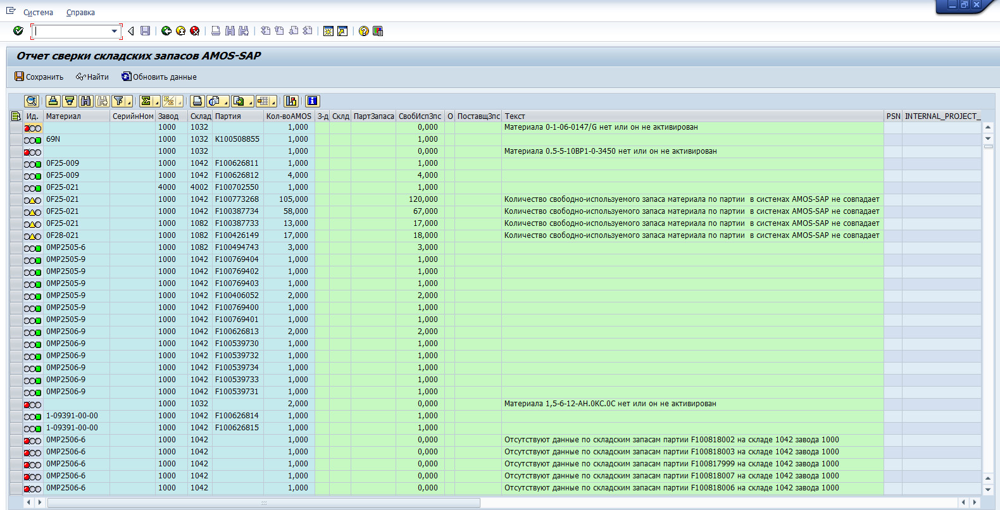 Система Справка
Отчет сверки складских запасов AMOS-SAP
Сохранить Найти Обновить данные
Ид. Материал СерийнНом Завод Склад Партия Кол-воAMOS З-д Склд ПартЗапаса СвобИспЗпс О ПоставщЗпс Текст PSN INTERNAL_PROJECT_
1000 1032 1,000 0,000 Материала 0-1-06-0147/G нет или он не активирован
69N 1000 1032 K100508855 1,000 1,000
1000 1032 1,000 0,000 Материала 0.5-5-10BP1-0-3450 нет или он не активирован
0F25-009 1000 1042 F100626811 1,000 1,000
0F25-009 1000 1042 F100626812 4,000 4,000
0F25-021 4000 4002 F100702550 1,000 1,000
0F25-021 1000 1042 F100773268 105,000 120,000 Количество свободно-используемого запаса материала по партии в системах AMOS-SAP не совпадает
0F25-021 1000 1042 F100387734 58,000 67,000 Количество свободно-используемого запаса материала по партии в системах AMOS-SAP не совпадает
0F25-021 1000 1082 F100387733 13,000 17,000 Количество свободно-используемого запаса материала по партии в системах AMOS-SAP не совпадает
0F28-021 1000 1082 F100426149 17,000 18,000 Количество свободно-используемого запаса материала по партии в системах AMOS-SAP не совпадает
0MP2505-6 1000 1082 F100494743 3,000 3,000
0MP2505-9 1000 1042 F100769404 1,000 1,000
0MP2505-9 1000 1042 F100769402 1,000 1,000
0MP2505-9 1000 1042 F100769403 1,000 1,000
0MP2505-9 1000 1042 F100406052 2,000 2,000
0MP2505-9 1000 1042 F100769400 1,000 1,000
0MP2505-9 1000 1042 F100769401 1,000 1,000
0MP2506-9 1000 1042 F100626813 2,000 2,000
0MP2506-9 1000 1042 F100539730 1,000 1,000
0MP2506-9 1000 1042 F100539732 1,000 1,000
0MP2506-9 1000 1042 F100539734 1,000 1,000
0MP2506-9 1000 1042 F100539733 1,000 1,000
0MP2506-9 1000 1042 F100539731 1,000 1,000
1000 1032 2,000 0,000 Материала 1,5-6-12-АН.0КС.0С нет или он не активирован
1-09391-00-00 1000 1042 F100626814 1,000 1,000
1-09391-00-00 1000 1042 F100626815 1,000 1,000
0MP2506-6 1000 1042 1,000 0,000 Отсутствуют данные по складским запасам партии F100818002 на складе 1042 завода 1000
0MP2506-6 1000 1042 1,000 0,000 Отсутствуют данные по складским запасам партии F100818003 на складе 1042 завода 1000
0MP2506-6 1000 1042 1,000 0,000 Отсутствуют данные по складским запасам партии F100817999 на складе 1042 завода 1000
0MP2506-6 1000 1042 1,000 0,000 Отсутствуют данные по складским запасам партии F100818007 на складе 1042 завода 1000
0MP2506-6 1000 1042 1,000 0,000 Отсутствуют данные по складским запасам партии F100818006 на складе 1042 завода 1000